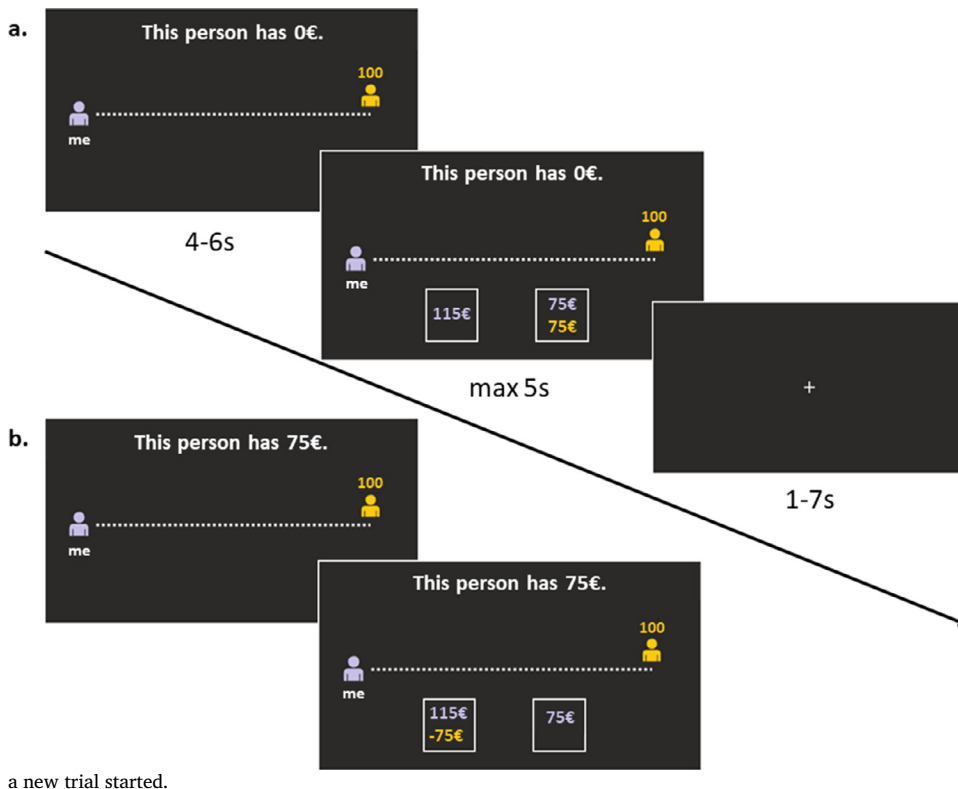 a.
This person has 0€.
100
me
4-6s
This person has 0€.
100
me
115€
75€
75€
max 5s
+
1-7s
b.
This person has 75€.
100
me
This person has 75€.
100
me
115€
-75€
75€
a new trial started.